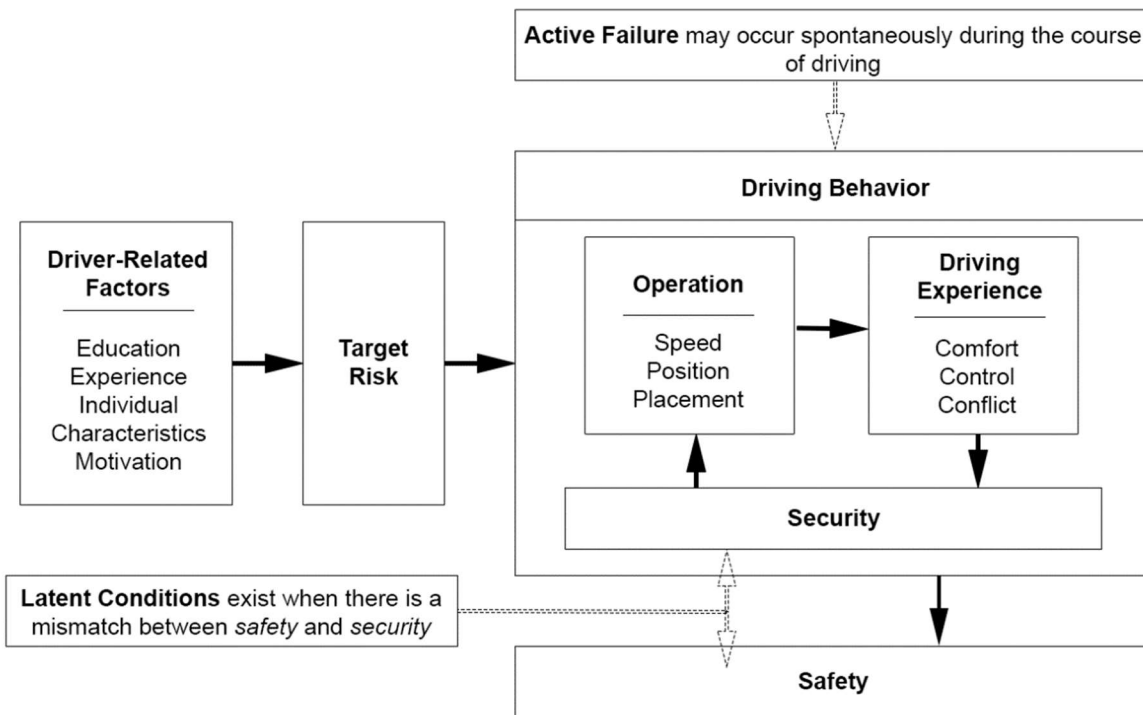 Active Failure may occur spontaneously during the course
of driving
Driving Behavior
Driver-Related
Factors
Education
Experience
Individual
Characteristics
Motivation
Target
Risk
Operation
Speed
Position
Placement
Driving
Experience
Comfort
Control
Conflict
Security
Latent Conditions exist when there is a
mismatch between safety and security
Safety